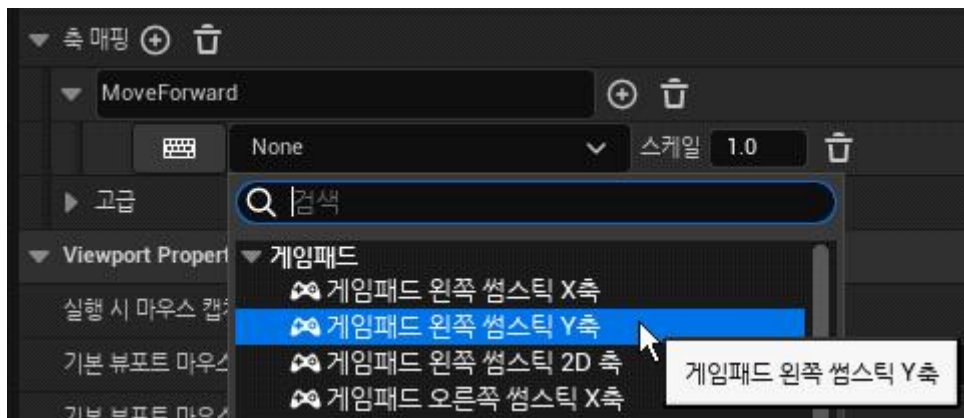 축 매핑
MoveForward
None 스케일 1.0
고급
검색
Viewport Propert
게임패드
게임패드 왼쪽 썸스틱 X축
실행 시 마우스
게임패드 왼쪽 썸스틱 Y축
기본 뷰포트
게임패드 왼쪽 썸스틱 2D 축
게임패드 왼쪽 썸스틱 Y축
게임패드 오른쪽 썸스틱 X축